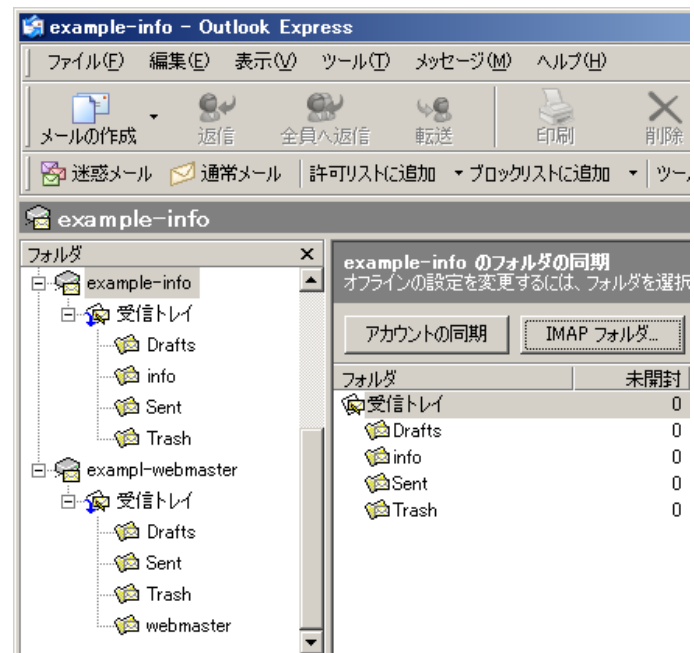 example-info - Outlook Express
ファイル(F) 編集(E) 表示(V) ツール(T) メッセージ(M) ヘルプ(H)
メールの作成 返信 全員へ返信 転送 印刷 削除
迷惑メール 通常メール 許可リストに追加 ブロックリストに追加 ツー
example-info
フォルダ
example-info
受信トレイ
Drafts
info
Sent
Trash
exampl-webmaster
受信トレイ
Drafts
Sent
Trash
webmaster
example-info のフォルダの同期
オフラインの設定を変更するには、フォルダを選択
アカウントの同期 IMAP フォルダ...
フォルダ 未開封
受信トレイ 0
Drafts 0
info 0
Sent 0
Trash 0